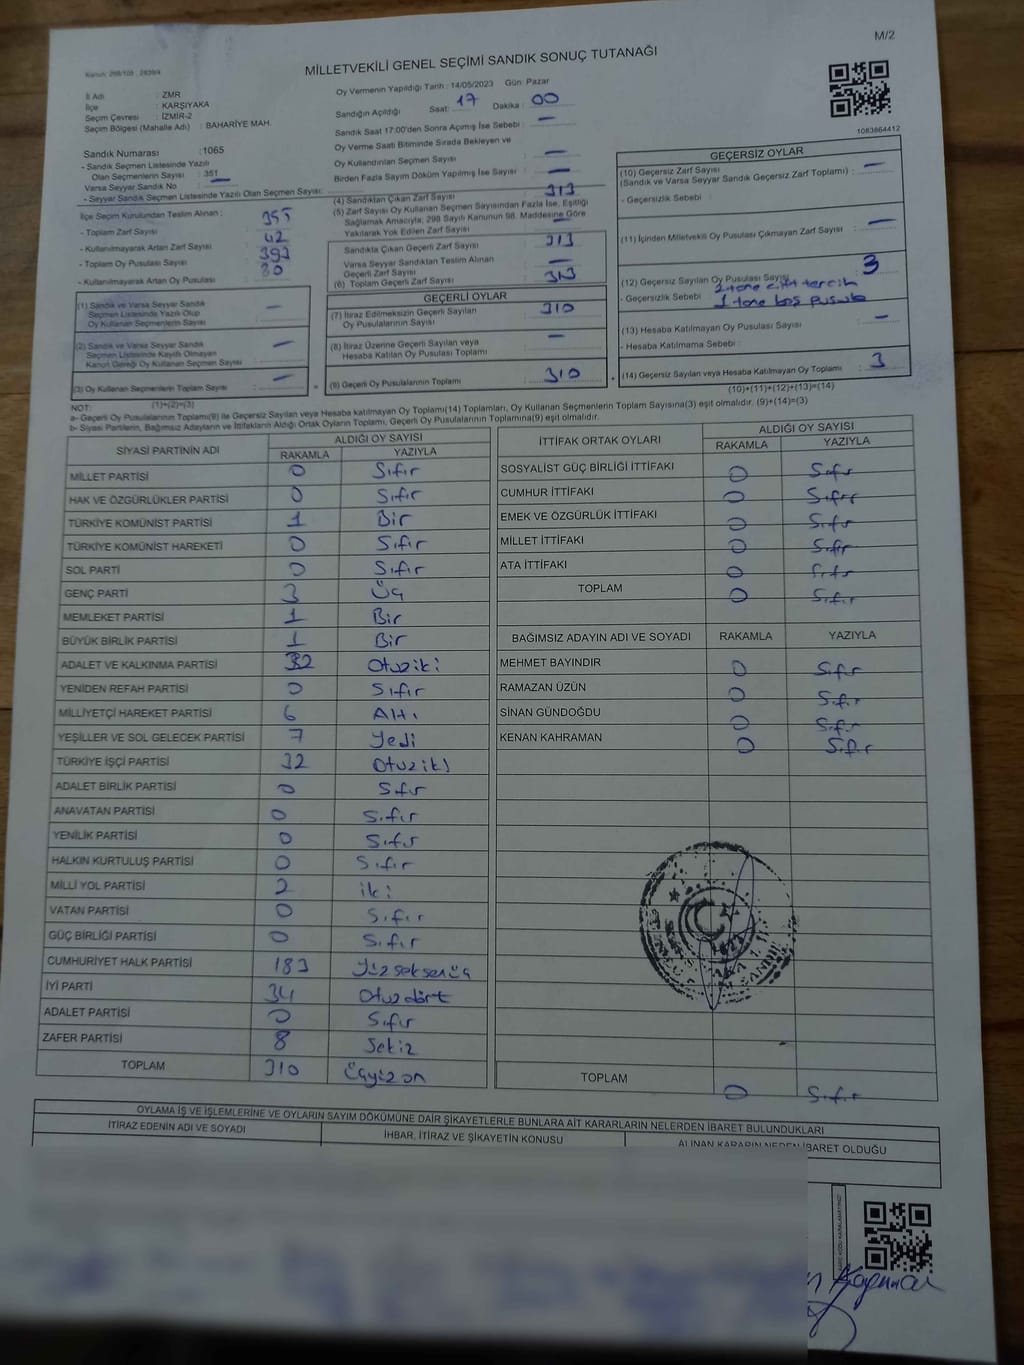 M/2
Kanun: 298/105 ; 2839/4
MİLLETVEKİLİ GENEL SEÇİMİ SANDIK SONUÇ TUTANAĞI
İl Adı : ZMR
İlçe : KARŞIYAKA
Seçim Çevresi : İZMİR-2
Seçim Bölgesi (Mahalle Adı) : BAHARİYE MAH.
Oy Vermenin Yapıldığı Tarih : 14/05/2023 Gün: Pazar
Sandığın Açıldığı Saat: 17 Dakika : 00
Sandık Saat 17:00'den Sonra Açılmış İse Sebebi : —
Oy Verme Saati Bitiminde Sırada Bekleyen ve
Oy Kullandırılan Seçmen Sayısı : —
Birden Fazla Sayım Döküm Yapılmış İse Sayısı : —
1083864412
Sandık Numarası : 1065
- Sandık Seçmen Listesinde Yazılı
Olan Seçmenlerin Sayısı : 351
Varsa Seyyar Sandık No : —
- Seyyar Sandık Seçmen Listesinde Yazılı Olan Seçmen Sayısı:
İlçe Seçim Kurulundan Teslim Alınan :
- Toplam Zarf Sayısı : 355
- Kullanılmayarak Artan Zarf Sayısı : 42
- Toplam Oy Pusulası Sayısı : 393
- Kullanılmayarak Artan Oy Pusulası : 80
(1) Sandık ve Varsa Seyyar Sandık
Seçmen Listesinde Yazılı Olup
Oy Kullanan Seçmenlerin Sayısı : —
(2) Sandık ve Varsa Seyyar Sandık
Seçmen Listesinde Kayıtlı Olmayan
Kanun Gereği Oy Kullanan Seçmen Sayısı : —
(3) Oy Kullanan Seçmenlerin Toplam Sayısı : —
(1)+(2)=(3)
(4) Sandıktan Çıkan Zarf Sayısı : 313
(5) Zarf Sayısı Oy Kullanan Seçmen Sayısından Fazla İse, Eşitliği
Sağlamak Amacıyla, 298 Sayılı Kanunun 98. Maddesine Göre
Yakılarak Yok Edilen Zarf Sayısı : —
Sandıkta Çıkan Geçerli Zarf Sayısı : 313
Varsa Seyyar Sandıktan Teslim Alınan
Geçerli Zarf Sayısı : —
(6) Toplam Geçerli Zarf Sayısı : 313
GEÇERLİ OYLAR
(7) İtiraz Edilmeksizin Geçerli Sayılan
Oy Pusulalarının Sayısı : 310
(8) İtiraz Üzerine Geçerli Sayılan veya
Hesaba Katılan Oy Pusulası Toplamı : —
(9) Geçerli Oy Pusulalarının Toplamı : 310
GEÇERSİZ OYLAR
(10) Geçersiz Zarf Sayısı
(Sandık ve Varsa Seyyar Sandık Geçersiz Zarf Toplamı) : —
- Geçersizlik Sebebi :
(11) İçinden Milletvekili Oy Pusulası Çıkmayan Zarf Sayısı : —
(12) Geçersiz Sayılan Oy Pusulası Sayısı : 3
- Geçersizlik Sebebi : 2 tane çift tercih
1 tane boş pusula
(13) Hesaba Katılmayan Oy Pusulası Sayısı : —
- Hesaba Katılmama Sebebi :
(14) Geçersiz Sayılan veya Hesaba Katılmayan Oy Toplamı : 3
(10)+(11)+(12)+(13)=(14)
NOT:
a- Geçerli Oy Pusulalarının Toplamı(9) ile Geçersiz Sayılan veya Hesaba katılmayan Oy Toplamı(14) Toplamları, Oy Kullanan Seçmenlerin Toplam Sayısına(3) eşit olmalıdır. (9)+(14)=(3)
b- Siyasi Partilerin, Bağımsız Adayların ve İttifakların Aldığı Ortak Oyların Toplamı, Geçerli Oy Pusulalarının Toplamına(9) eşit olmalıdır.
SİYASİ PARTİNİN ADI ALDIĞI OY SAYISI
RAKAMLA YAZIYLA
MİLLET PARTİSİ 0 Sıfır
HAK VE ÖZGÜRLÜKLER PARTİSİ 0 Sıfır
TÜRKİYE KOMÜNİST PARTİSİ 1 Bir
TÜRKİYE KOMÜNİST HAREKETİ 0 Sıfır
SOL PARTİ 0 Sıfır
GENÇ PARTİ 3 Üç
MEMLEKET PARTİSİ 1 Bir
BÜYÜK BİRLİK PARTİSİ 1 Bir
ADALET VE KALKINMA PARTİSİ 32 Otuziki
YENİDEN REFAH PARTİSİ 0 Sıfır
MİLLİYETÇİ HAREKET PARTİSİ 6 Altı
YEŞİLLER VE SOL GELECEK PARTİSİ 7 Yedi
TÜRKİYE İŞÇİ PARTİSİ 32 Otuziki
ADALET BİRLİK PARTİSİ 0 Sıfır
ANAVATAN PARTİSİ 0 Sıfır
YENİLİK PARTİSİ 0 Sıfır
HALKIN KURTULUŞ PARTİSİ 0 Sıfır
MİLLİ YOL PARTİSİ 2 iki
VATAN PARTİSİ 0 Sıfır
GÜÇ BİRLİĞİ PARTİSİ 0 Sıfır
CUMHURİYET HALK PARTİSİ 183 Yüzseksenüç
İYİ PARTİ 34 Otuzdört
ADALET PARTİSİ 0 Sıfır
ZAFER PARTİSİ 8 Sekiz
TOPLAM 310 Üçyüzon
İTTİFAK ORTAK OYLARI ALDIĞI OY SAYISI
RAKAMLA YAZIYLA
SOSYALİST GÜÇ BİRLİĞİ İTTİFAKI 0 Sıfır
CUMHUR İTTİFAKI 0 Sıfır
EMEK VE ÖZGÜRLÜK İTTİFAKI 0 Sıfır
MİLLET İTTİFAKI 0 Sıfır
ATA İTTİFAKI 0 Sıfır
TOPLAM 0 Sıfır
BAĞIMSIZ ADAYIN ADI VE SOYADI RAKAMLA YAZIYLA
MEHMET BAYINDIR 0 Sıfır
RAMAZAN ÜZÜN 0 Sıfır
SİNAN GÜNDOĞDU 0 Sıfır
KENAN KAHRAMAN 0 Sıfır
TOPLAM 0 Sıfır
OYLAMA İŞ VE İŞLEMLERİNE VE OYLARIN SAYIM DÖKÜMÜNE DAİR ŞİKAYETLERLE BUNLARA AİT KARARLARIN NELERDEN İBARET BULUNDUKLARI
İTİRAZ EDENİN ADI VE SOYADI İHBAR, İTİRAZ VE ŞİKAYETİN KONUSU ALINAN KARARIN NEDEN İBARET OLDUĞU